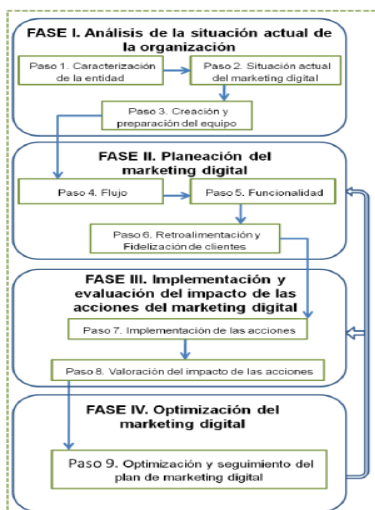 FASE I. Análisis de la situación actual de
la organización
Paso 1. Caracterización
de la entidad
Paso 2. Situación actual
del marketing digital
Paso 3. Creación y
preparación del equipo
FASE II. Planeación del
marketing digital
Paso 4. Flujo
Paso 5. Funcionalidad
Paso 6. Retroalimentación y
Fidelización de clientes
FASE III. Implementación y
evaluación del impacto de las
acciones del marketing digital
Paso 7. Implementación de las acciones
Paso 8. Valoración del impacto de las acciones
FASE IV. Optimización del
marketing digital
Paso 9. Optimización y seguimiento del
plan de marketing digital